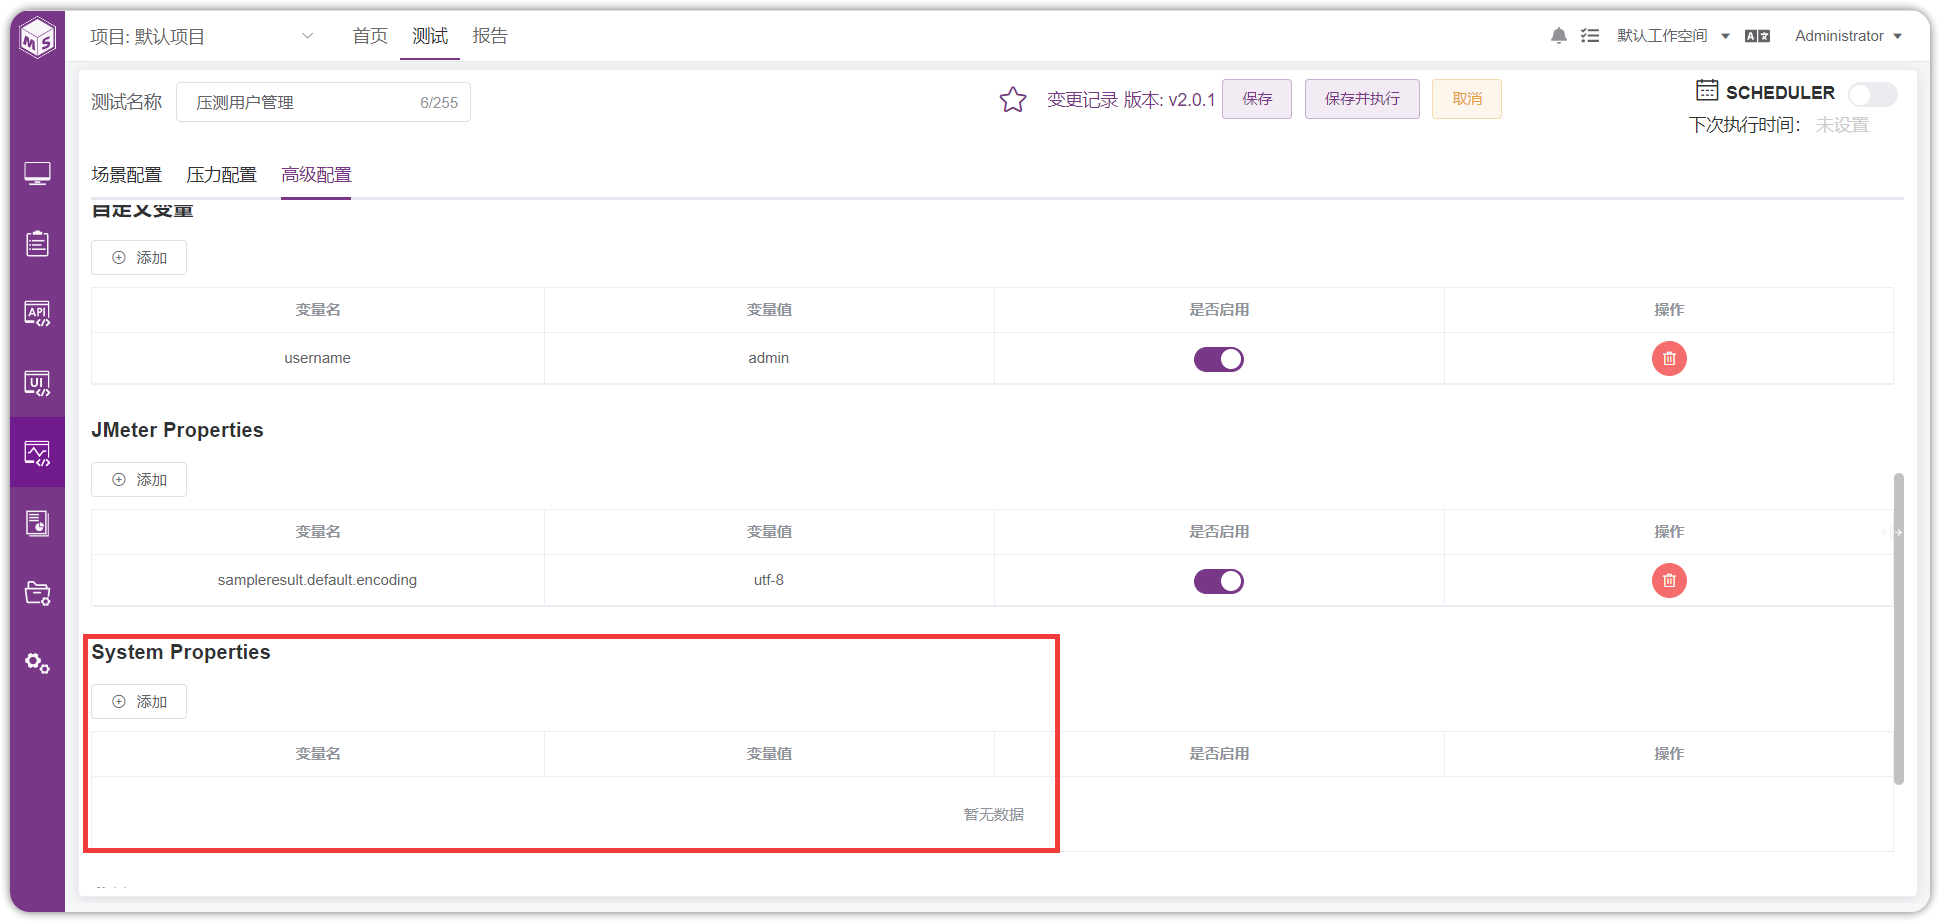 MS
项目: 默认项目
首页
测试
报告
默认工作空间
Administrator
测试名称
压测用户管理
6/255
变更记录 版本: v2.0.1
保存
保存并执行
取消
SCHEDULER
下次执行时间：
未设置
场景配置
压力配置
高级配置
API
UI
自定义变量
添加
变量名 变量值 是否启用 操作
username admin
JMeter Properties
添加
变量名 变量值 是否启用 操作
sampleresult.default.encoding utf-8
System Properties
添加
变量名 变量值 是否启用 操作
暂无数据